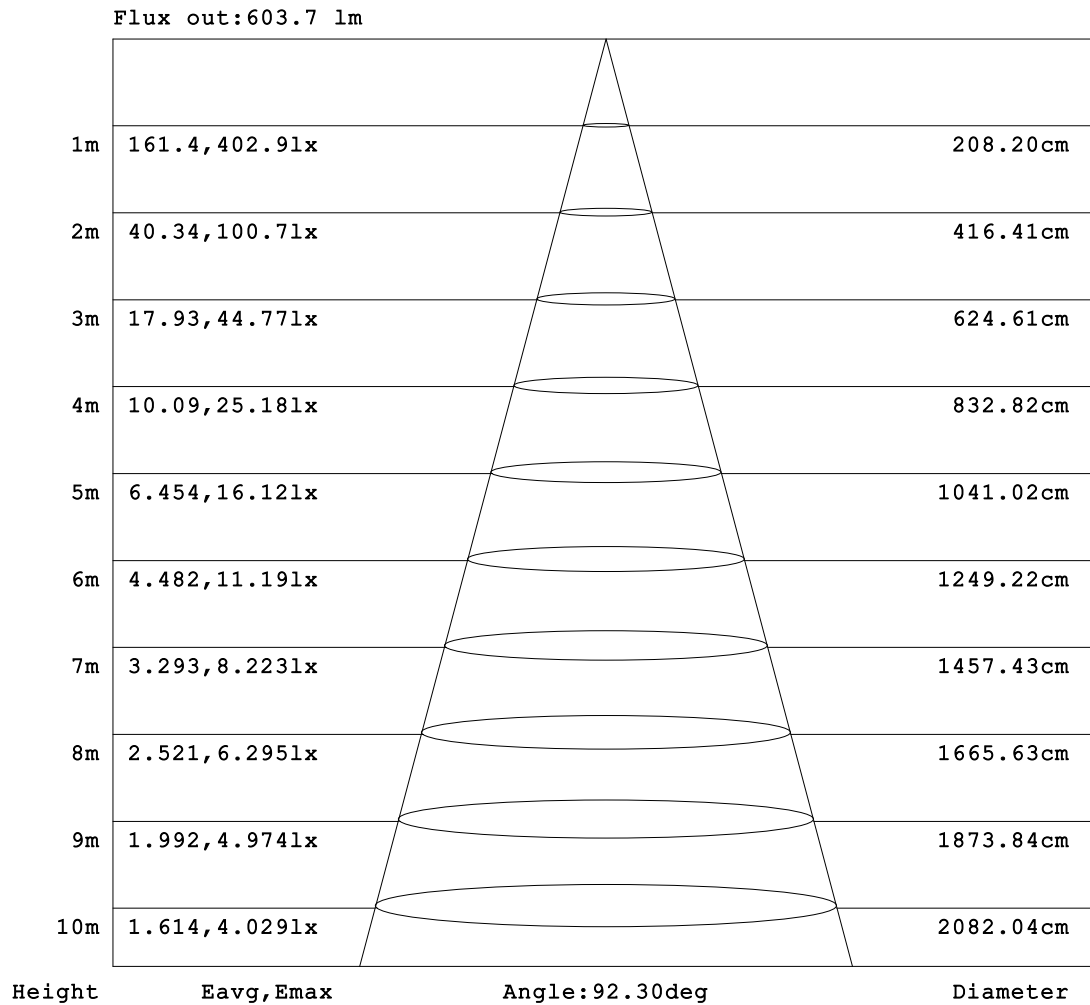 Flux out:603.7 lm
1m 161.4,402.9lx 208.20cm
2m 40.34,100.7lx 416.41cm
3m 17.93,44.77lx 624.61cm
4m 10.09,25.18lx 832.82cm
5m 6.454,16.12lx 1041.02cm
6m 4.482,11.19lx 1249.22cm
7m 3.293,8.223lx 1457.43cm
8m 2.521,6.295lx 1665.63cm
9m 1.992,4.974lx 1873.84cm
10m 1.614,4.029lx 2082.04cm
Height Eavg,Emax Angle:92.30deg Diameter